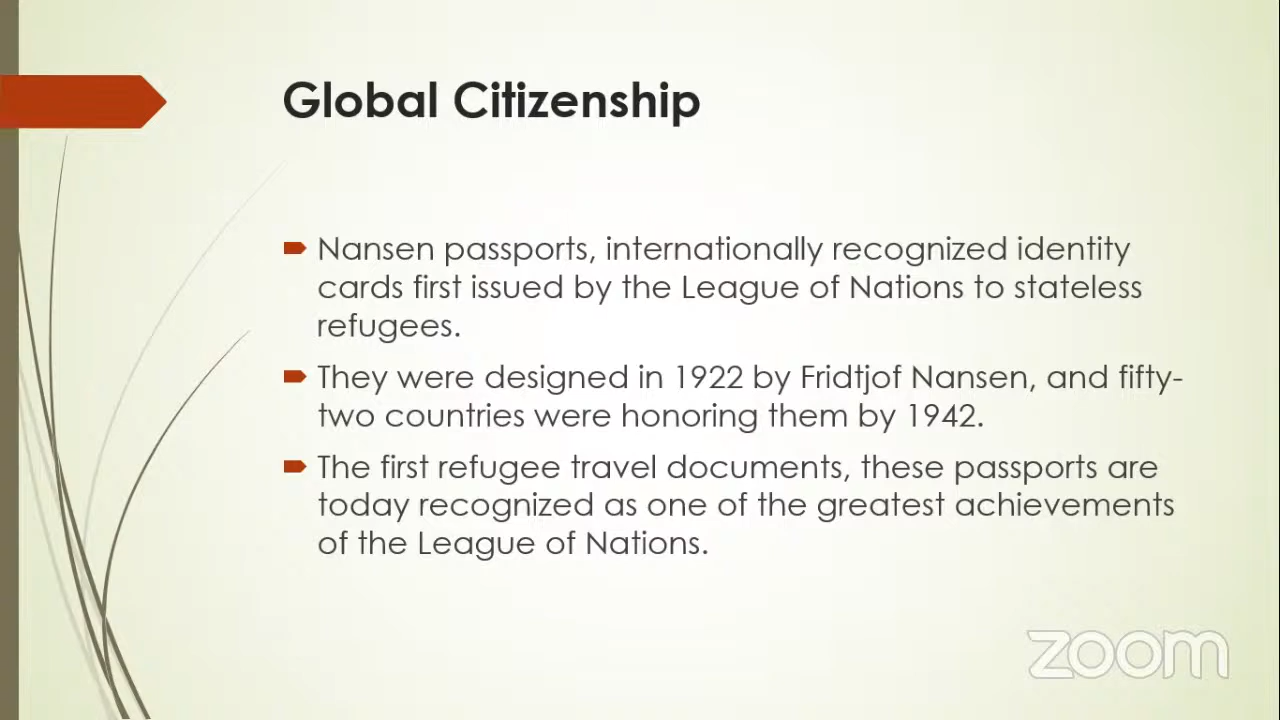 Global Citizenship
Nansen passports, internationally recognized identity
cards first issued by the League of Nations to stateless
refugees.
They were designed in 1922 by Fridtjof Nansen, and fifty-
two countries were honoring them by 1942.
The first refugee travel documents, these passports are
today recognized as one of the greatest achievements
of the League of Nations.
zoom